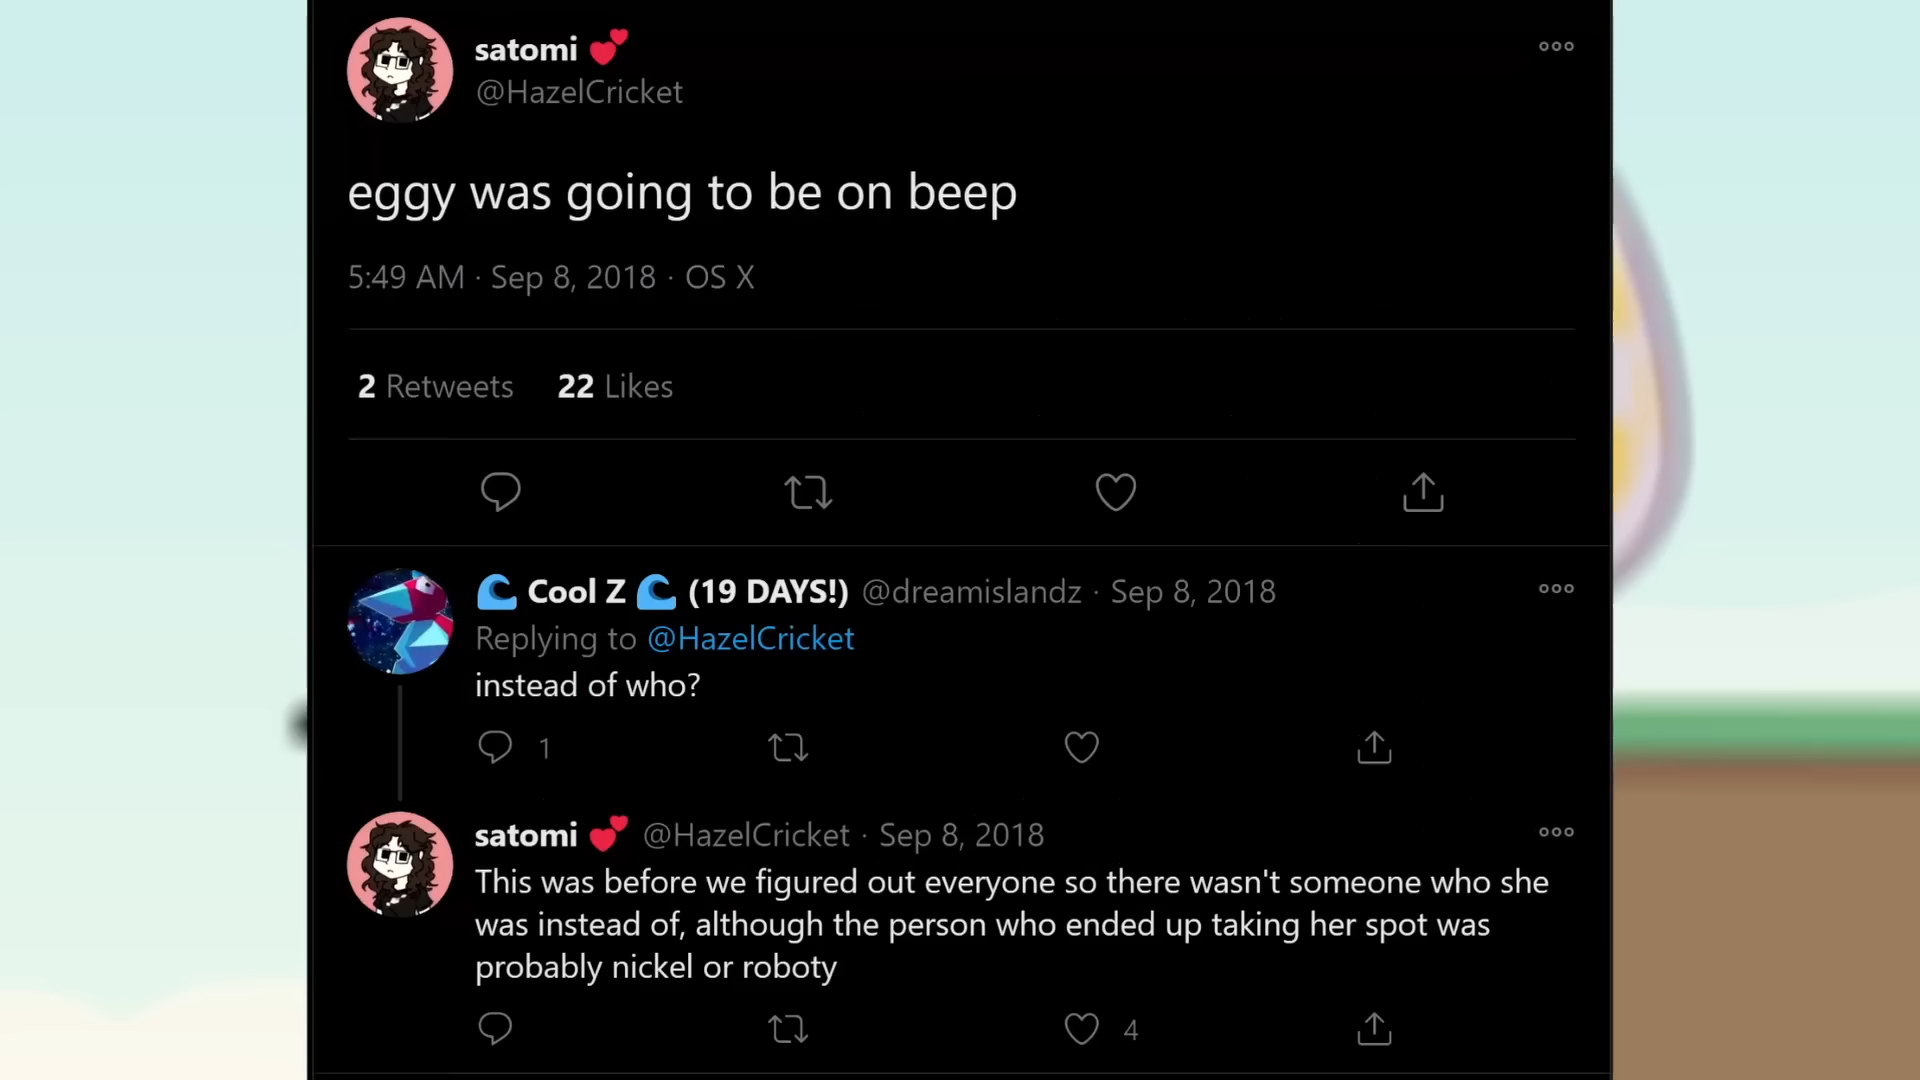 satomi 💕
@HazelCricket
eggy was going to be on beep
5:49 AM · Sep 8, 2018 · OS X
2 Retweets 22 Likes
🌊 Cool Z 🌊 (19 DAYS!) @dreamislandz · Sep 8, 2018
Replying to @HazelCricket
instead of who?
1
satomi 💕 @HazelCricket · Sep 8, 2018
This was before we figured out everyone so there wasn't someone who she
was instead of, although the person who ended up taking her spot was
probably nickel or roboty
4